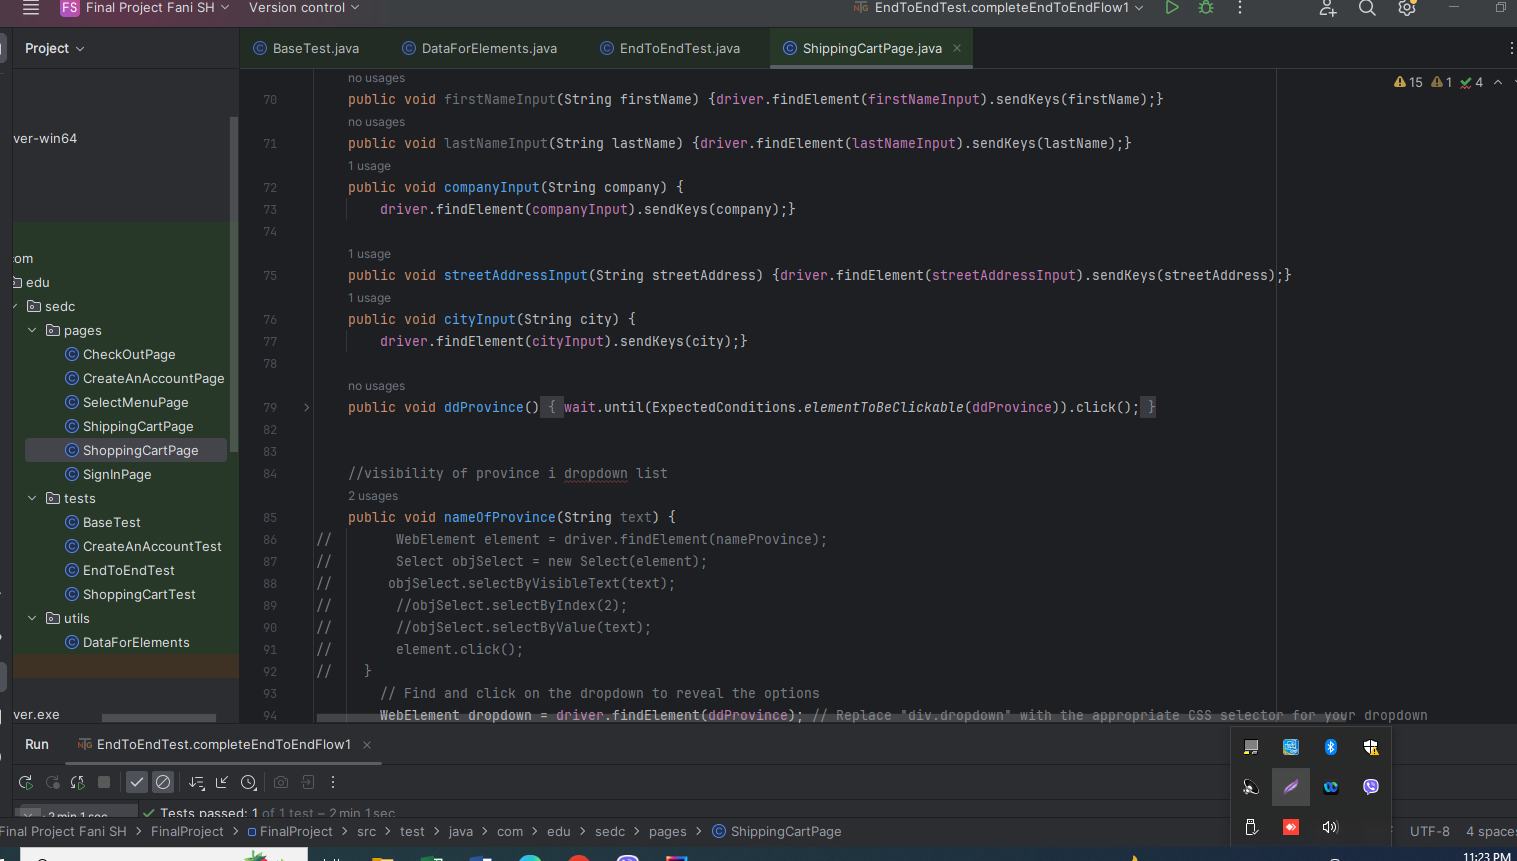 FS Final Project Fani SH Version control EndToEndTest.completeEndToEndFlow1
Project BaseTest.java DataForElements.java EndToEndTest.java ShippingCartPage.java
15 1 4
ver-win64
om
edu
sedc
pages
CheckOutPage
CreateAnAccountPage
SelectMenuPage
ShippingCartPage
ShoppingCartPage
SignInPage
tests
BaseTest
CreateAnAccountTest
EndToEndTest
ShoppingCartTest
utils
DataForElements
ver.exe
no usages
70 public void firstNameInput(String firstName) {driver.findElement(firstNameInput).sendKeys(firstName);}
no usages
71 public void lastNameInput(String lastName) {driver.findElement(lastNameInput).sendKeys(lastName);}
1 usage
72 public void companyInput(String company) {
73 driver.findElement(companyInput).sendKeys(company);}
74
1 usage
75 public void streetAddressInput(String streetAddress) {driver.findElement(streetAddressInput).sendKeys(streetAddress);}
1 usage
76 public void cityInput(String city) {
77 driver.findElement(cityInput).sendKeys(city);}
78
no usages
79 public void ddProvince() { wait.until(ExpectedConditions.elementToBeClickable(ddProvince)).click(); }
82
83
84 //visibility of province i dropdown list
2 usages
85 public void nameOfProvince(String text) {
86 // WebElement element = driver.findElement(nameProvince);
87 // Select objSelect = new Select(element);
88 // objSelect.selectByVisibleText(text);
89 // //objSelect.selectByIndex(2);
90 // //objSelect.selectByValue(text);
91 // element.click();
92 // }
93 // Find and click on the dropdown to reveal the options
94 WebElement dropdown = driver.findElement(ddProvince); // Replace "div.dropdown" with the appropriate CSS selector for your dropdown
Run EndToEndTest.completeEndToEndFlow1
2 min 1 sec Tests passed: 1 of 1 test – 2 min 1 sec
Final Project Fani SH > FinalProject > FinalProject > src > test > java > com > edu > sedc > pages > ShippingCartPage
UTF-8 4 spaces
11:23 PM